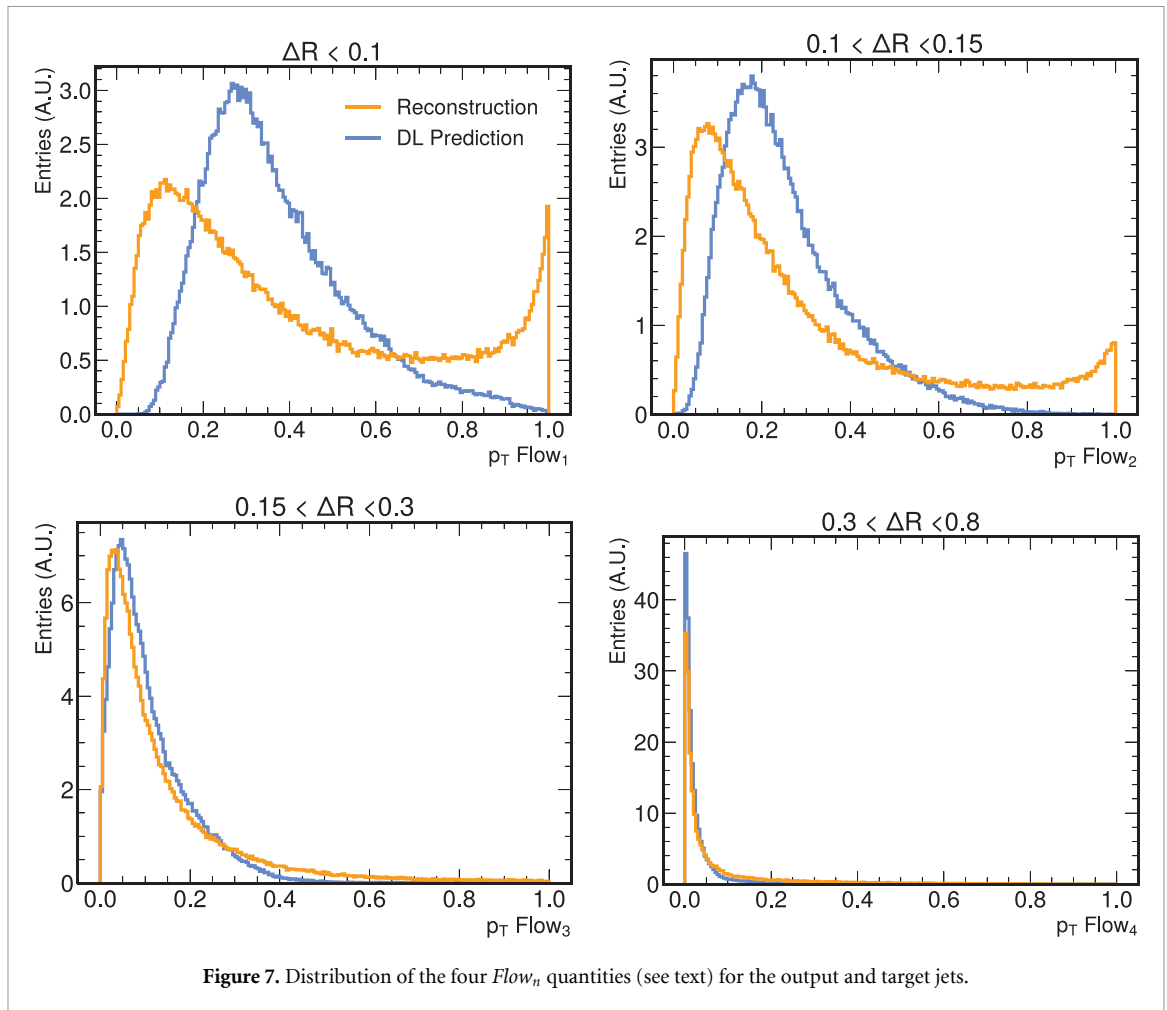 ΔR < 0.1
Entries (A.U.)
3.0
2.5
2.0
1.5
1.0
0.5
0.0
Reconstruction
DL Prediction
0.0 0.2 0.4 0.6 0.8 1.0
pT Flow1
0.1 < ΔR <0.15
Entries (A.U.)
3
2
1
0
0.0 0.2 0.4 0.6 0.8 1.0
pT Flow2
0.15 < ΔR <0.3
Entries (A.U.)
6
4
2
0
0.0 0.2 0.4 0.6 0.8 1.0
pT Flow3
0.3 < ΔR <0.8
Entries (A.U.)
40
30
20
10
0
0.0 0.2 0.4 0.6 0.8 1.0
pT Flow4
Figure 7. Distribution of the four Flown quantities (see text) for the output and target jets.